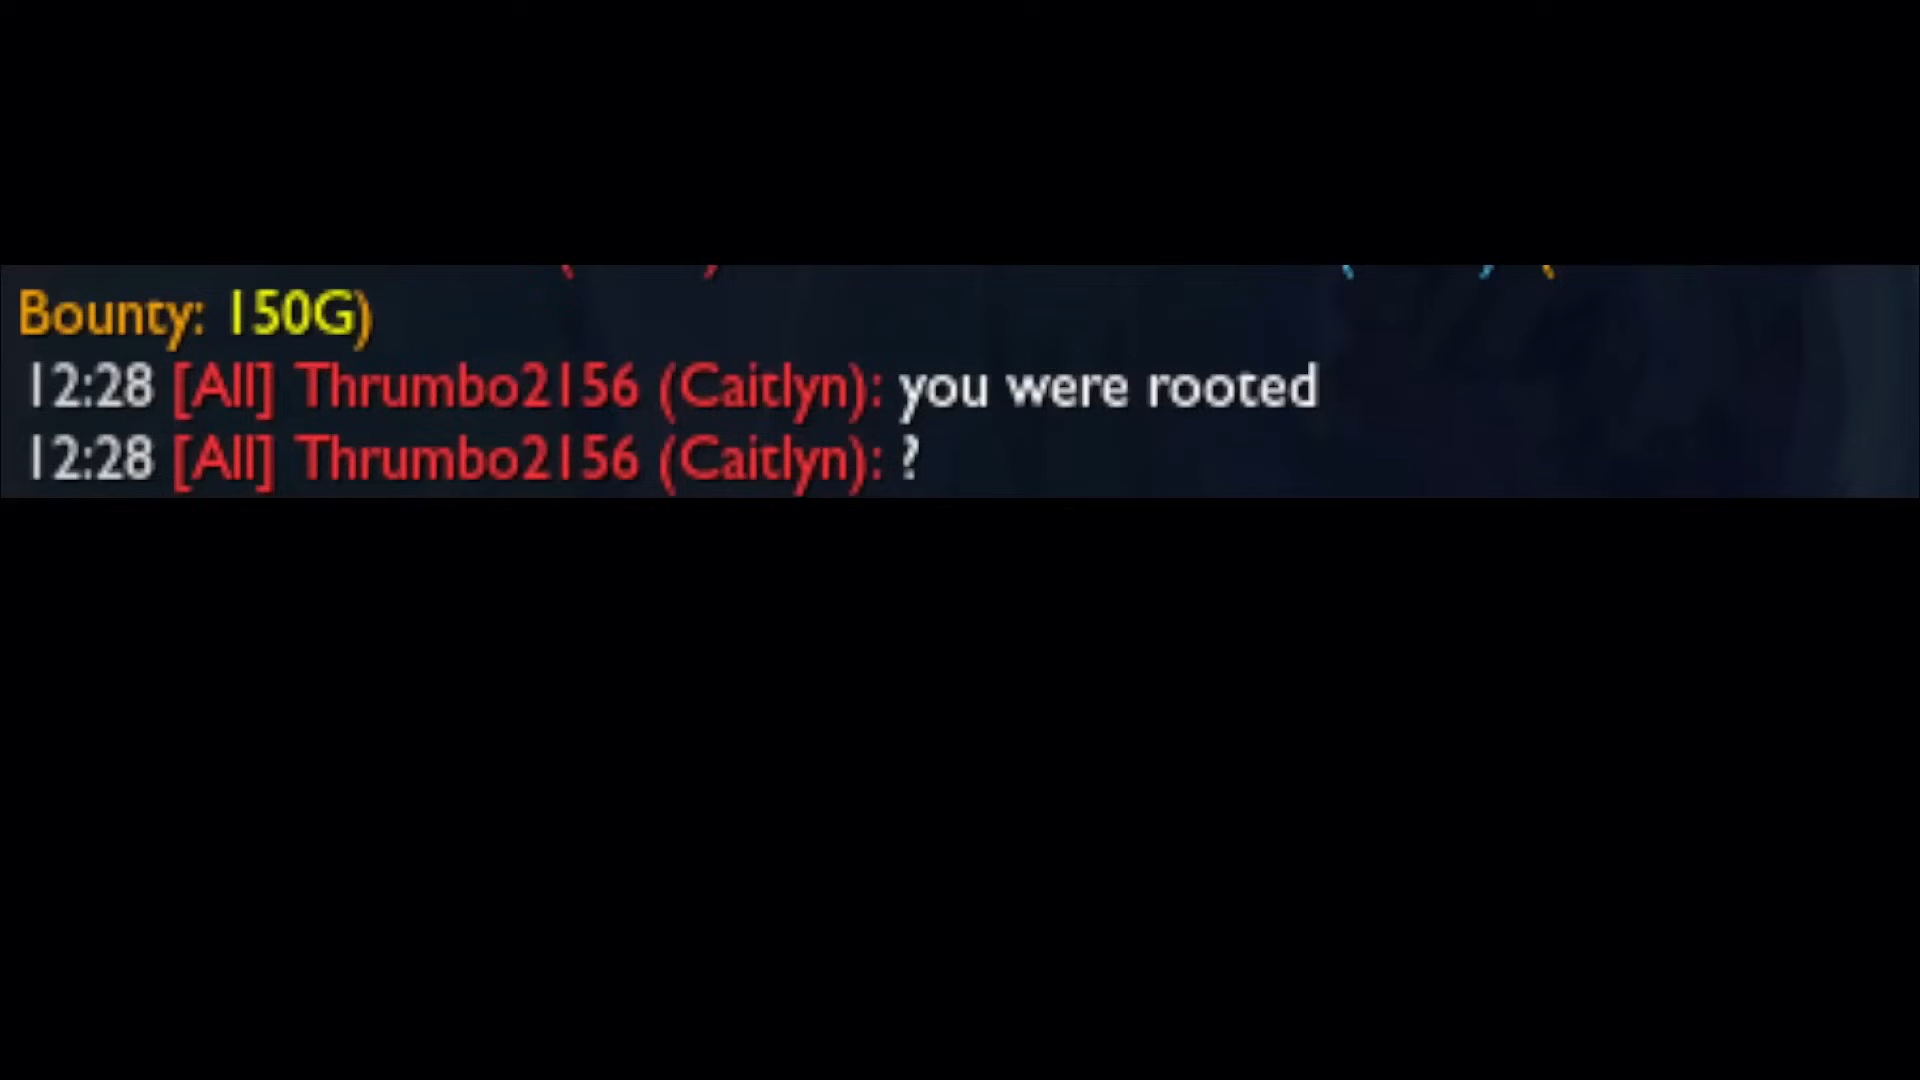 Bounty: 150G)
12:28 [All] Thrumbo2156 (Caitlyn): you were rooted
12:28 [All] Thrumbo2156 (Caitlyn): ?